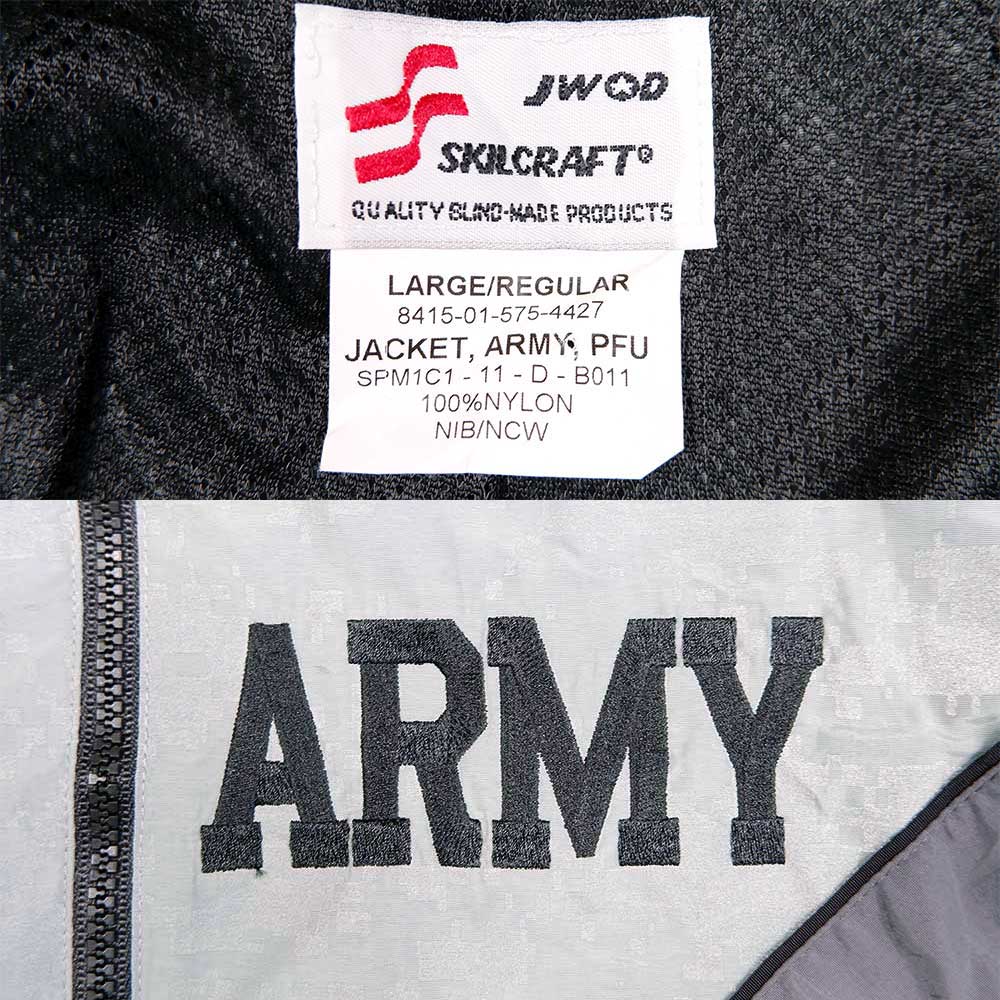 JWOD
SKILCRAFT®
QUALITY BLIND-MADE PRODUCTS
LARGE/REGULAR
8415-01-575-4427
JACKET, ARMY, PFU
SPM1C1 - 11 - D - B011
100%NYLON
NIB/NCW
ARMY